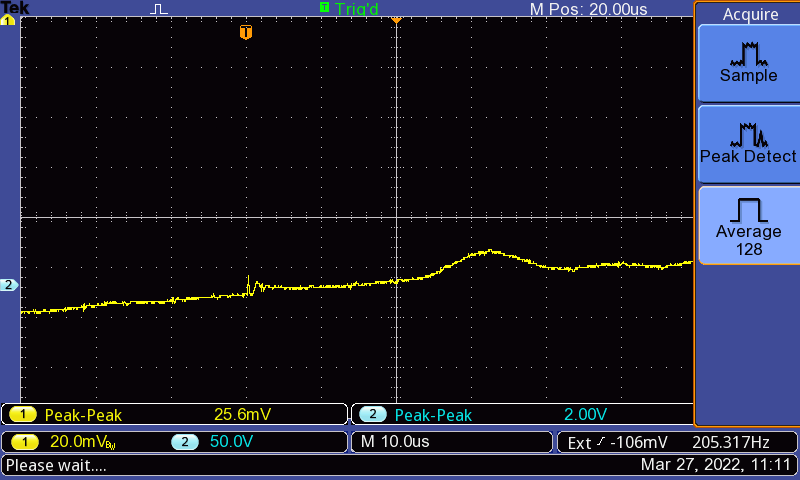 Tek T Trig'd M Pos: 20.00us
Acquire
1
T
Sample
Peak Detect
Average
128
2
1 Peak-Peak 25.6mV 2 Peak-Peak 2.00V
1 20.0mVBW 2 50.0V M 10.0us Ext -106mV 205.317Hz
Please wait.... Mar 27, 2022, 11:11